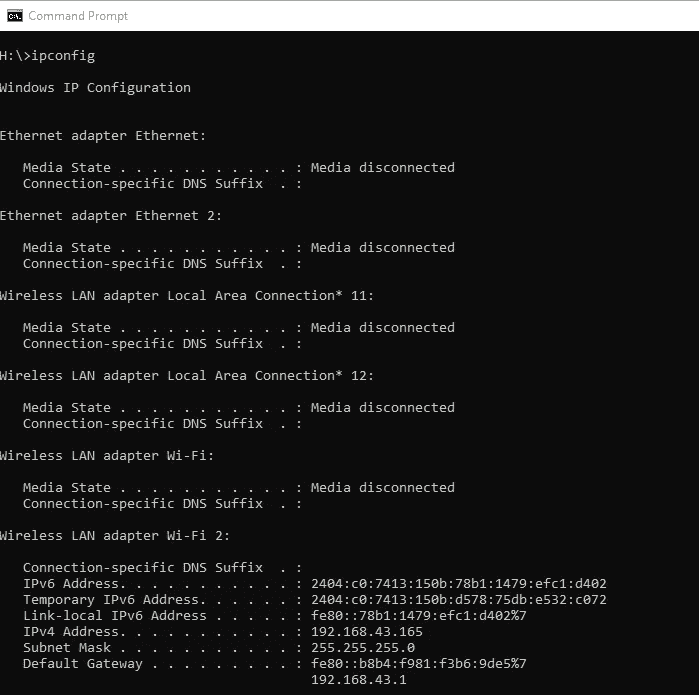 Command Prompt
H:\>ipconfig
Windows IP Configuration
Ethernet adapter Ethernet:
Media State . . . . . . . . . . . : Media disconnected
Connection-specific DNS Suffix  . :
Ethernet adapter Ethernet 2:
Media State . . . . . . . . . . . : Media disconnected
Connection-specific DNS Suffix  . :
Wireless LAN adapter Local Area Connection* 11:
Media State . . . . . . . . . . . : Media disconnected
Connection-specific DNS Suffix  . :
Wireless LAN adapter Local Area Connection* 12:
Media State . . . . . . . . . . . : Media disconnected
Connection-specific DNS Suffix  . :
Wireless LAN adapter Wi-Fi:
Media State . . . . . . . . . . . : Media disconnected
Connection-specific DNS Suffix  . :
Wireless LAN adapter Wi-Fi 2:
Connection-specific DNS Suffix  . :
IPv6 Address. . . . . . . . . . . : 2404:c0:7413:150b:78b1:1479:efc1:d402
Temporary IPv6 Address. . . . . . : 2404:c0:7413:150b:d578:75db:e532:c072
Link-local IPv6 Address . . . . . : fe80::78b1:1479:efc1:d402%7
IPv4 Address. . . . . . . . . . . : 192.168.43.165
Subnet Mask . . . . . . . . . . . : 255.255.255.0
Default Gateway . . . . . . . . . : fe80::b8b4:f981:f3b6:9de5%7
192.168.43.1